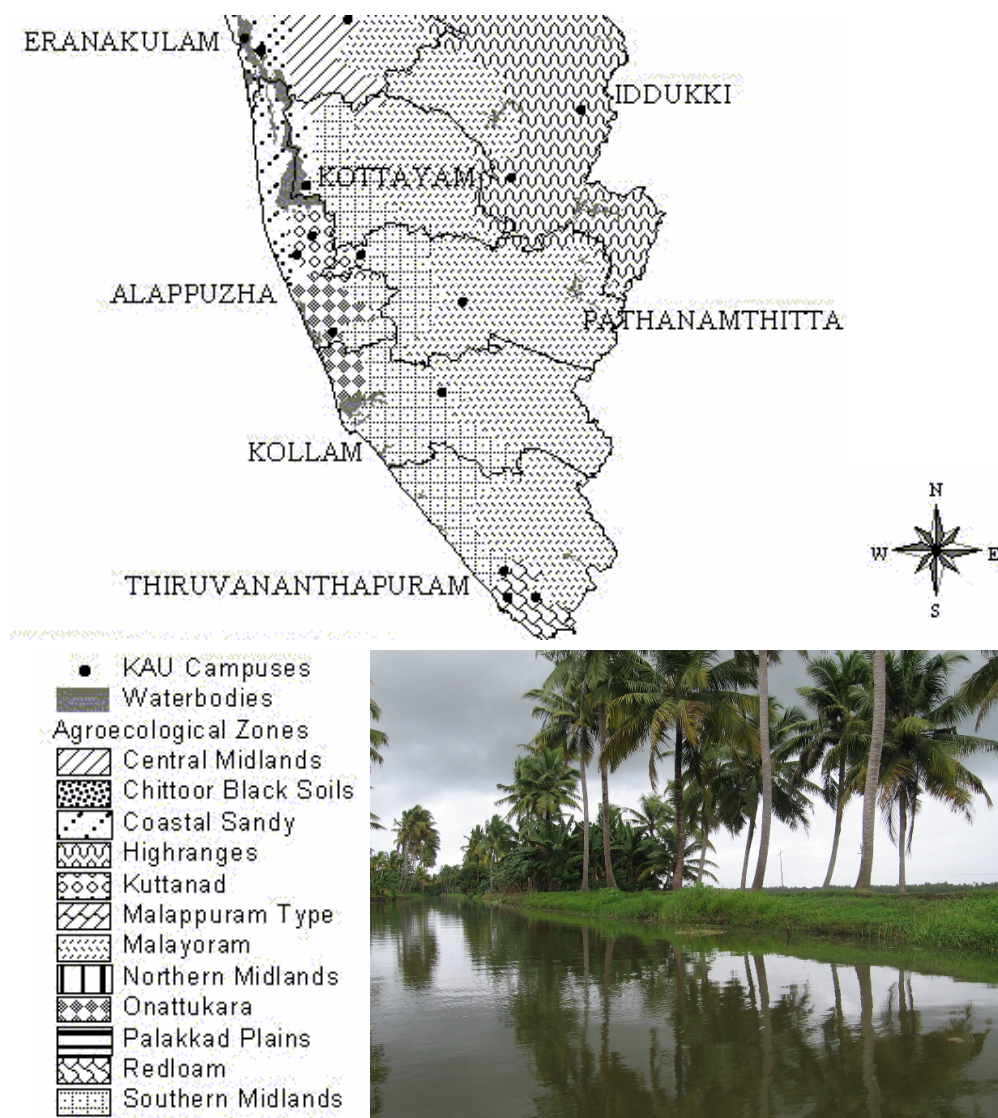 ERANAKULAM
IDDUKKI
KOTTAYAM
ALAPPUZHA
PATHANAMTHITTA
KOLLAM
N
W E
S
THIRUVANANTHAPURAM
KAU Campuses
Waterbodies
Agroecological Zones
Central Midlands
Chittoor Black Soils
Coastal Sandy
Highranges
Kuttanad
Malappuram Type
Malayoram
Northern Midlands
Onattukara
Palakkad Plains
Redloam
Southern Midlands